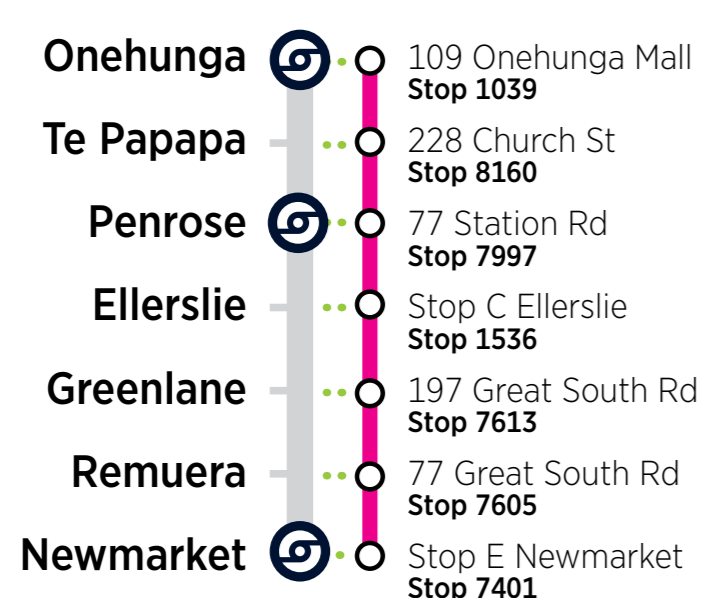 Onehunga
109 Onehunga Mall
Stop 1039
Te Papapa
228 Church St
Stop 8160
Penrose
77 Station Rd
Stop 7997
Ellerslie
Stop C Ellerslie
Stop 1536
Greenlane
197 Great South Rd
Stop 7613
Remuera
77 Great South Rd
Stop 7605
Newmarket
Stop E Newmarket
Stop 7401